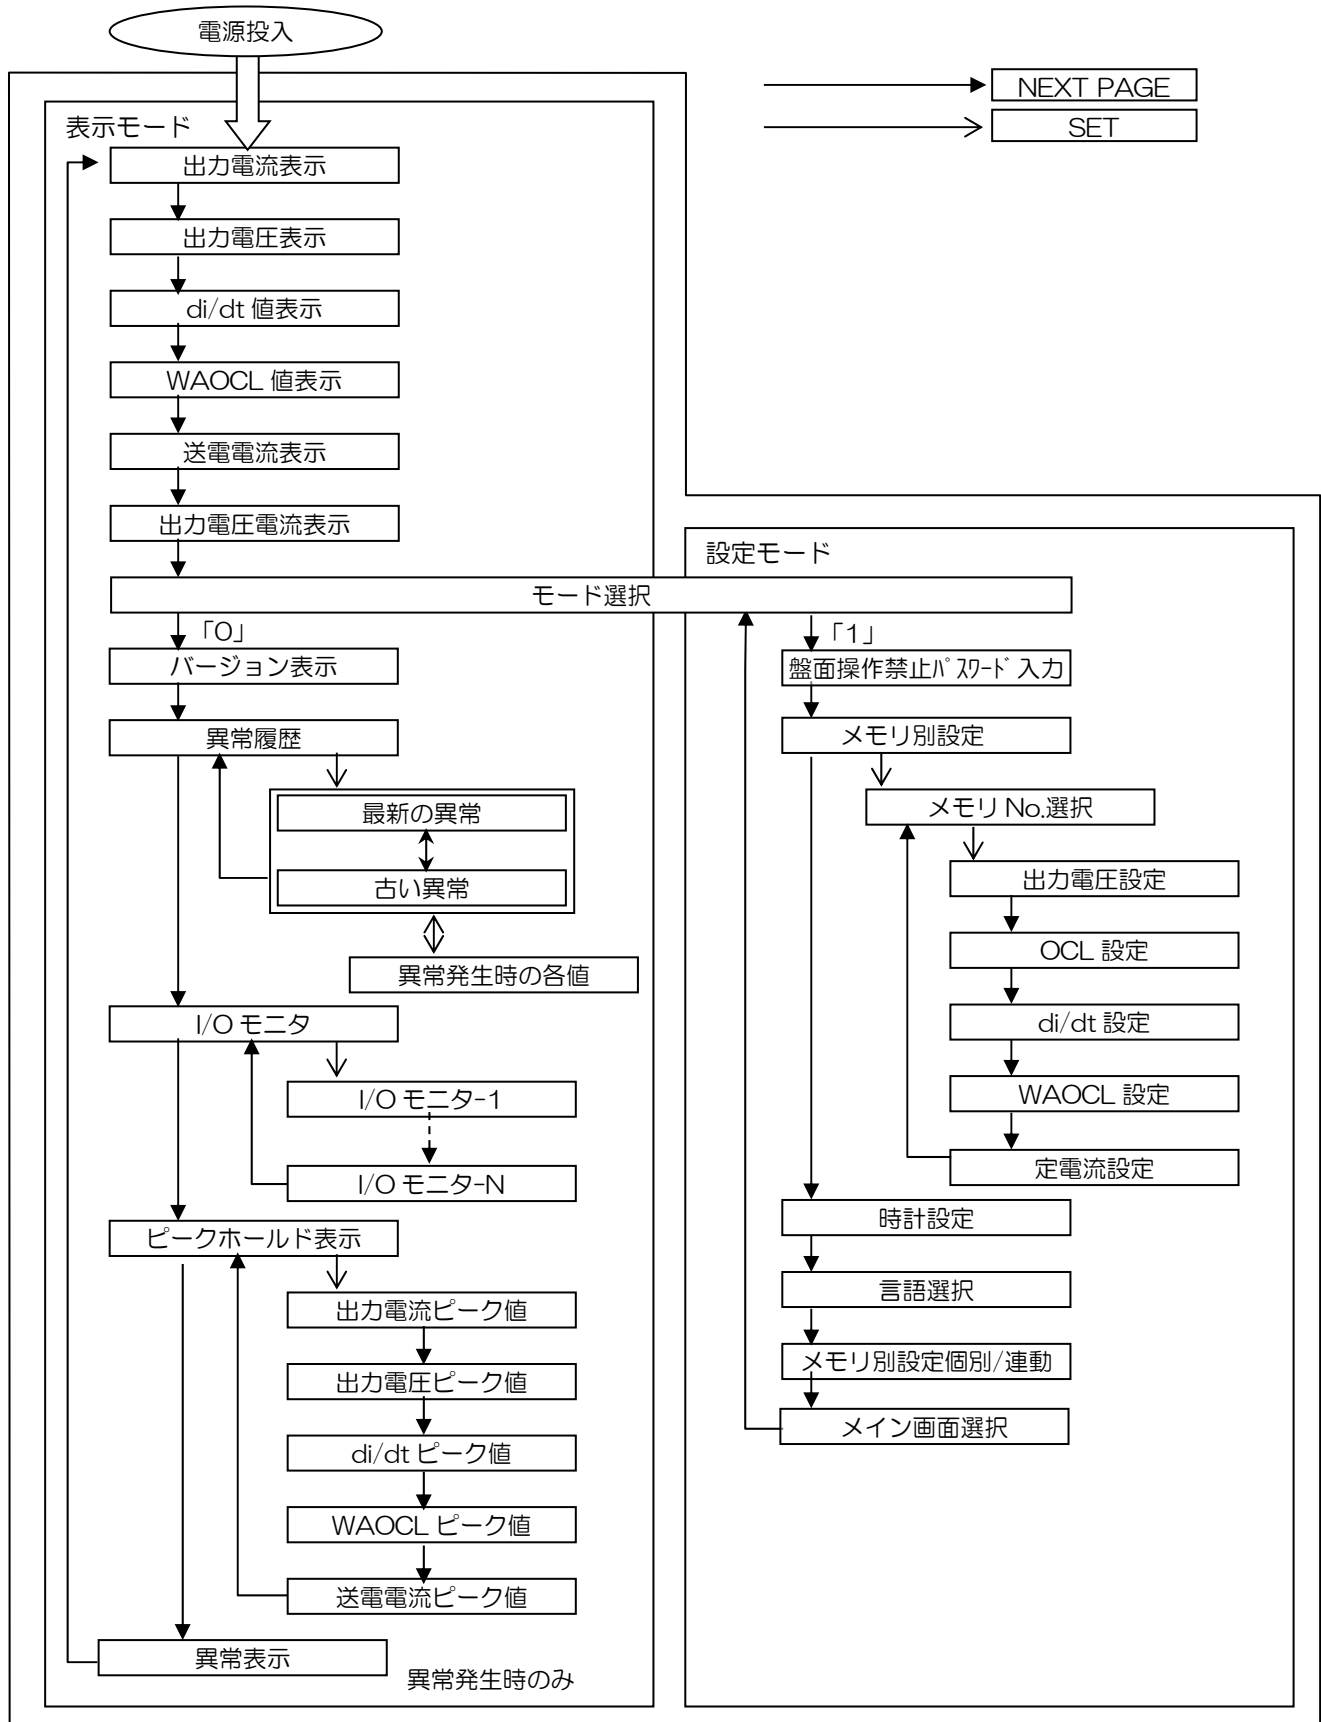 電源投入
NEXT PAGE
SET
表示モード
出力電流表示
出力電圧表示
di/dt 値表示
WAOCL 値表示
送電電流表示
出力電圧電流表示
設定モード
モード選択
「0」
バージョン表示
異常履歴
最新の異常
古い異常
異常発生時の各値
I/O モニタ
I/O モニタ-1
I/O モニタ-N
ピークホールド表示
出力電流ピーク値
出力電圧ピーク値
di/dt ピーク値
WAOCL ピーク値
送電電流ピーク値
異常表示
異常発生時のみ
「1」
盤面操作禁止ﾊﾟｽﾜｰﾄﾞ入力
メモリ別設定
メモリ No.選択
出力電圧設定
OCL 設定
di/dt 設定
WAOCL 設定
定電流設定
時計設定
言語選択
メモリ別設定個別/連動
メイン画面選択